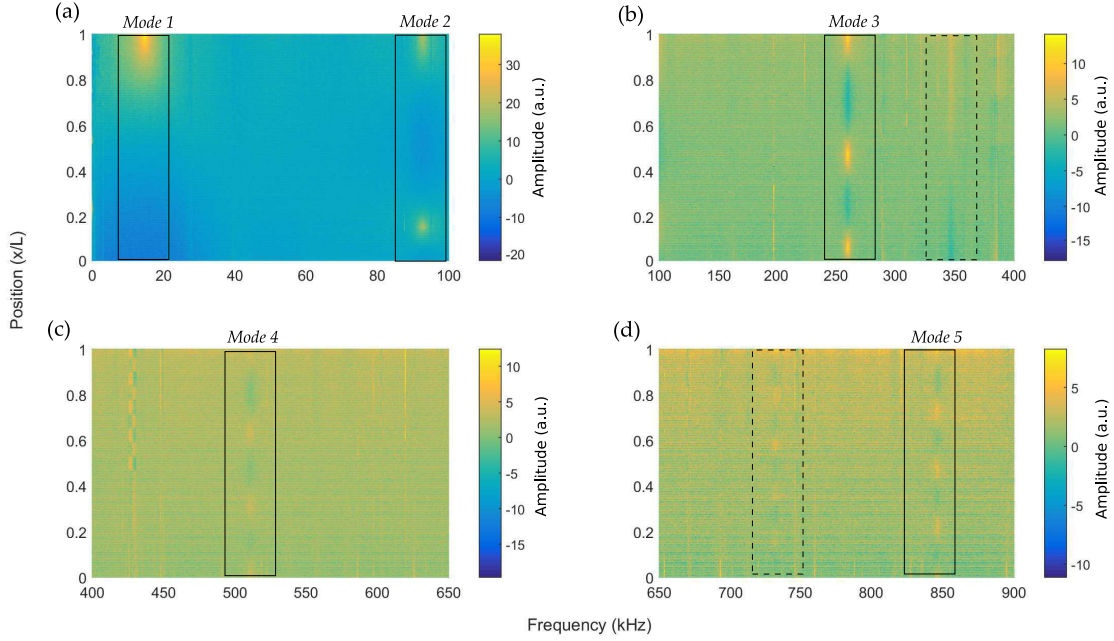 (a)
Mode 1
Mode 2
1
0.8
0.6
0.4
0.2
0
0 20 40 60 80 100
30
20
10
0
-10
-20
Amplitude (a.u.)
(b)
Mode 3
1
0.8
0.6
0.4
0.2
0
100 150 200 250 300 350 400
10
5
0
-5
-10
-15
Amplitude (a.u.)
Position (x/L)
(c)
Mode 4
1
0.8
0.6
0.4
0.2
0
400 450 500 550 600 650
10
5
0
-5
-10
-15
Amplitude (a.u.)
(d)
Mode 5
1
0.8
0.6
0.4
0.2
0
650 700 750 800 850 900
5
0
-5
-10
Amplitude (a.u.)
Frequency (kHz)